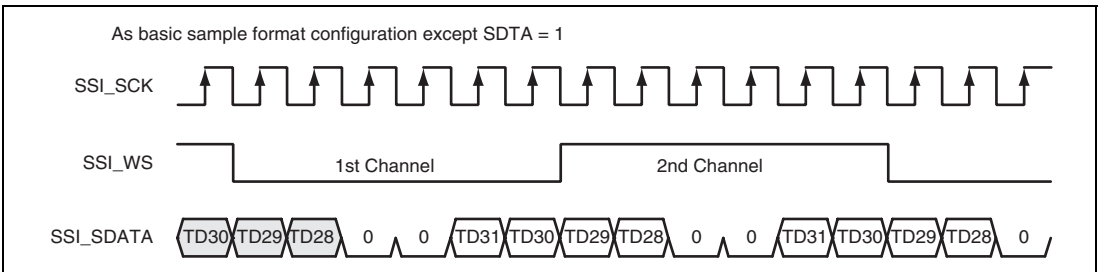 As basic sample format configuration except SDTA = 1
SSI_SCK
SSI_WS 1st Channel 2nd Channel
SSI_SDATA TD30 TD29 TD28 0 0 TD31 TD30 TD29 TD28 0 0 TD31 TD30 TD29 TD28 0